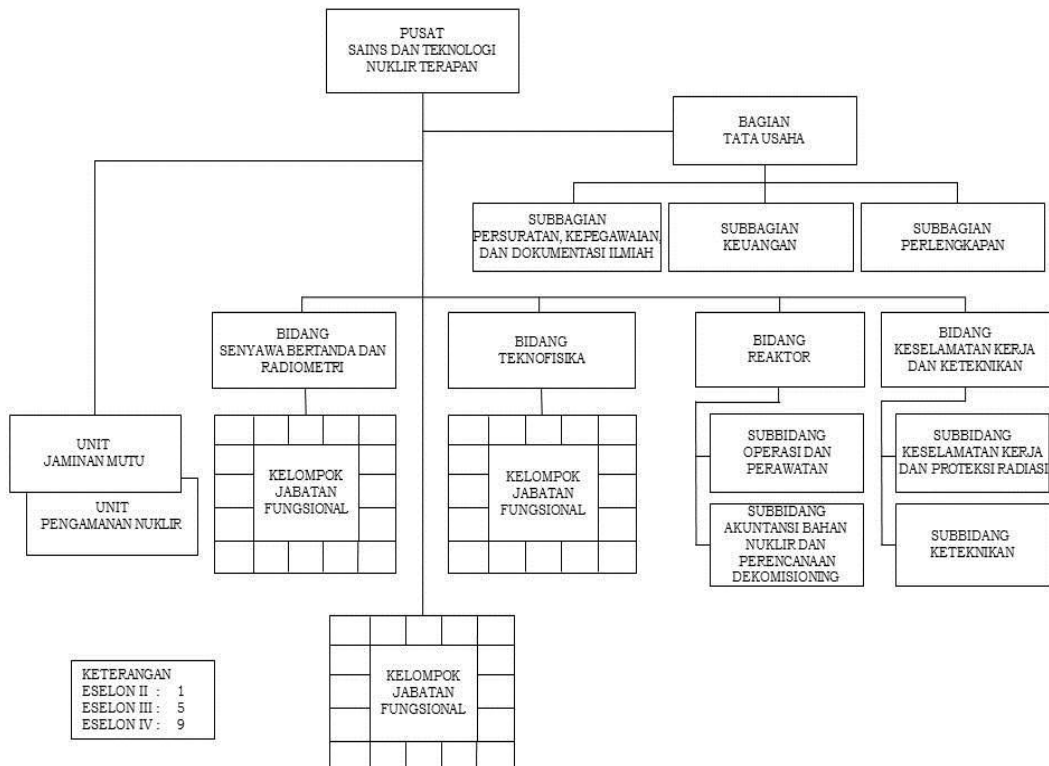 PUSAT
SAINS DAN TEKNOLOGI
NUKLIR TERAPAN
BAGIAN
TATA USAHA
SUBBAGIAN
PERSURATAN, KEPEGAWAIAN,
DAN DOKUMENTASI ILMIAH
SUBBAGIAN
KEUANGAN
SUBBAGIAN
PERLENGKAPAN
BIDANG
SENYAWA BERTANDA DAN
RADIOMETRI
BIDANG
TEKNOFISIKA
BIDANG
REAKTOR
BIDANG
KESELAMATAN KERJA
DAN KETEKNIKAN
UNIT
JAMINAN MUTU
UNIT
PENGAMANAN NUKLIR
KELOMPOK
JABATAN
FUNGSIONAL
KELOMPOK
JABATAN
FUNGSIONAL
SUBBIDANG
OPERASI DAN
PERAWATAN
SUBBIDANG
KESELAMATAN KERJA
DAN PROTEKSI RADIASI
SUBBIDANG
AKUNTANSI BAHAN
NUKLIR DAN
PERENCANAAN
DEKOMISIONING
SUBBIDANG
KETEKNIKAN
KELOMPOK
JABATAN
FUNGSIONAL
KETERANGAN
ESELON II : 1
ESELON III : 5
ESELON IV : 9